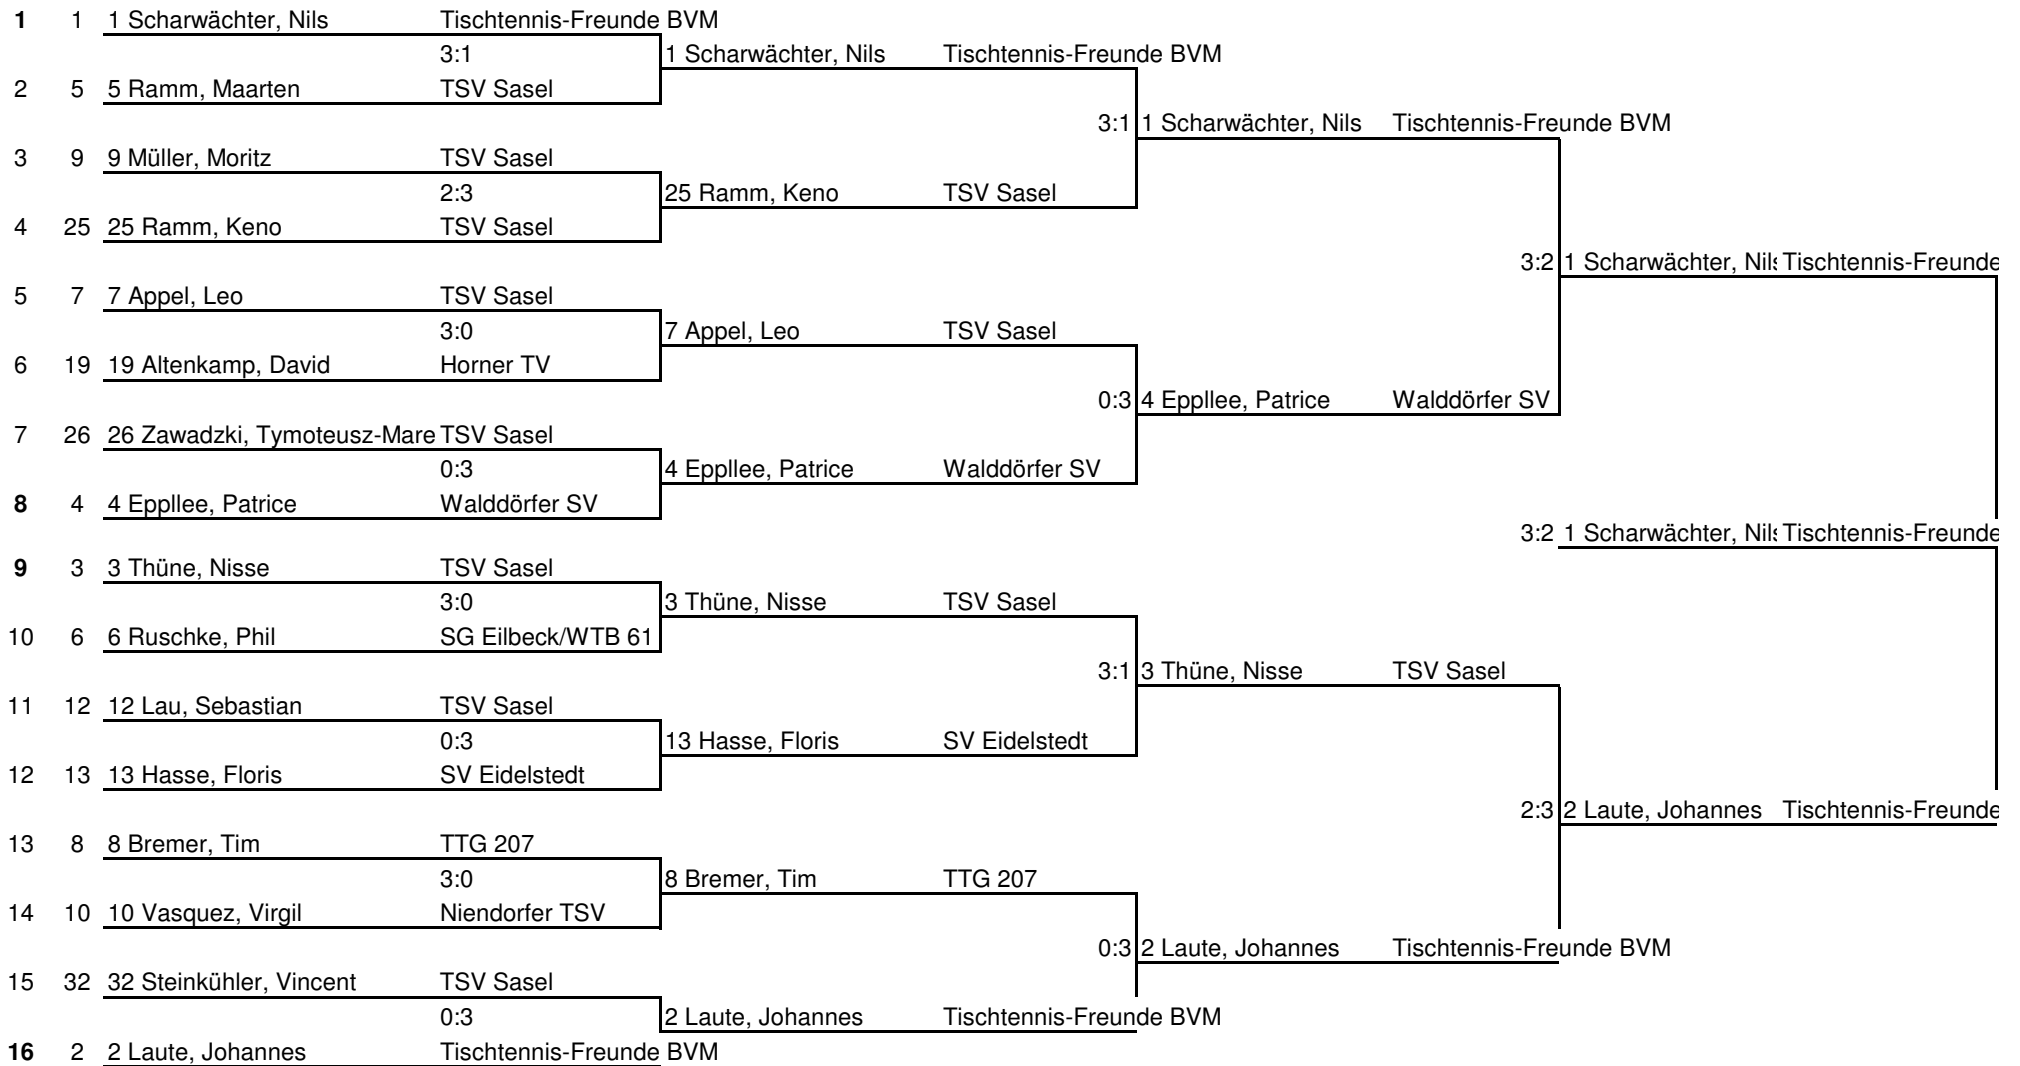 1 1 1 Scharwächter, Nils Tischtennis-Freunde BVM
3:1 1 Scharwächter, Nils Tischtennis-Freunde BVM
2 5 5 Ramm, Maarten TSV Sasel
3:1 1 Scharwächter, Nils Tischtennis-Freunde BVM
3 9 9 Müller, Moritz TSV Sasel
2:3 25 Ramm, Keno TSV Sasel
4 25 25 Ramm, Keno TSV Sasel
3:2 1 Scharwächter, Nils Tischtennis-Freunde
5 7 7 Appel, Leo TSV Sasel
3:0 7 Appel, Leo TSV Sasel
6 19 19 Altenkamp, David Horner TV
0:3 4 Eppllee, Patrice Walddörfer SV
7 26 26 Zawadzki, Tymoteusz-Mare TSV Sasel
0:3 4 Eppllee, Patrice Walddörfer SV
8 4 4 Eppllee, Patrice Walddörfer SV
3:2 1 Scharwächter, Nils Tischtennis-Freunde
9 3 3 Thüne, Nisse TSV Sasel
3:0 3 Thüne, Nisse TSV Sasel
10 6 6 Ruschke, Phil SG Eilbeck/WTB 61
3:1 3 Thüne, Nisse TSV Sasel
11 12 12 Lau, Sebastian TSV Sasel
0:3 13 Hasse, Floris SV Eidelstedt
12 13 13 Hasse, Floris SV Eidelstedt
2:3 2 Laute, Johannes Tischtennis-Freunde
13 8 8 Bremer, Tim TTG 207
3:0 8 Bremer, Tim TTG 207
14 10 10 Vasquez, Virgil Niendorfer TSV
0:3 2 Laute, Johannes Tischtennis-Freunde BVM
15 32 32 Steinkühler, Vincent TSV Sasel
0:3 2 Laute, Johannes Tischtennis-Freunde BVM
16 2 2 Laute, Johannes Tischtennis-Freunde BVM